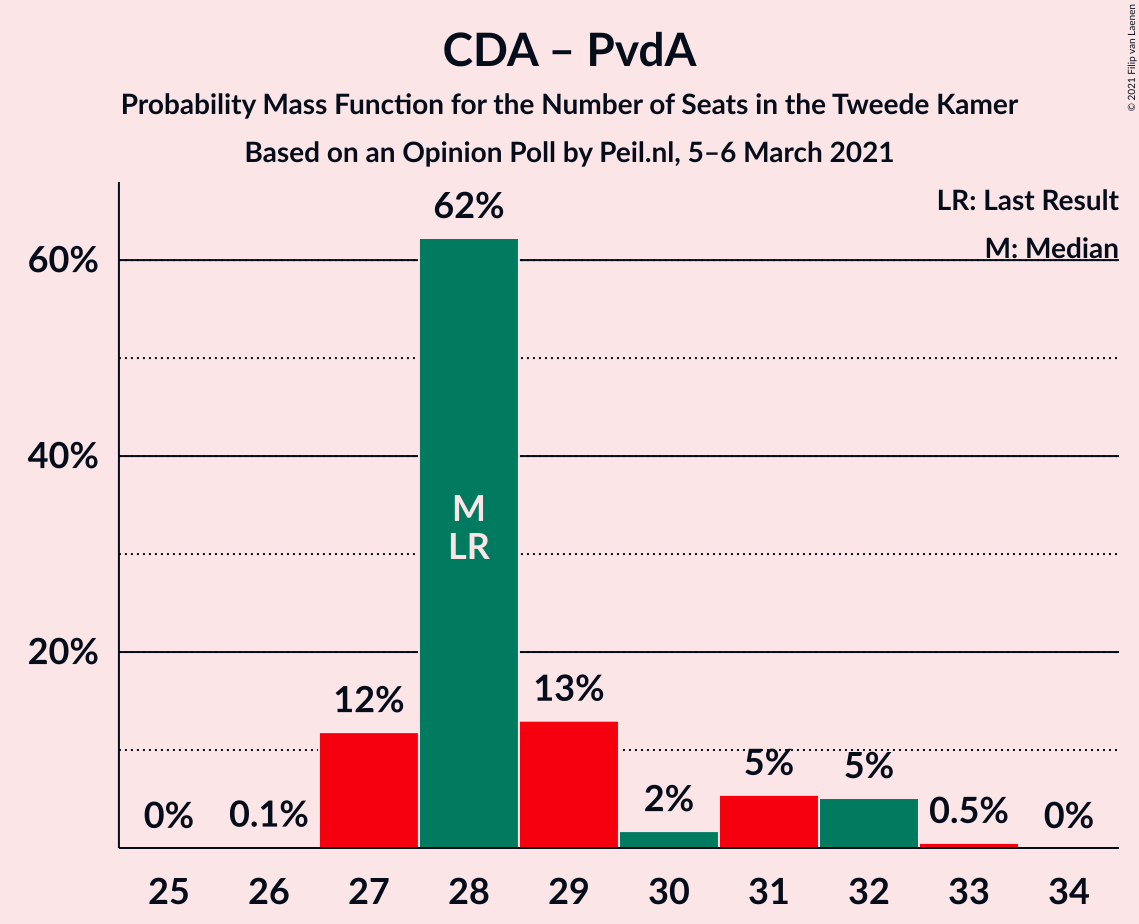 CDA – PvdA
Probability Mass Function for the Number of Seats in the Tweede Kamer
Based on an Opinion Poll by Peil.nl, 5–6 March 2021
© 2021 Filip van Laenen
LR: Last Result
M: Median
60%
40%
20%
0%
0.1%
12%
62%
M
LR
13%
2%
5%
5%
0.5%
0%
25 26 27 28 29 30 31 32 33 34